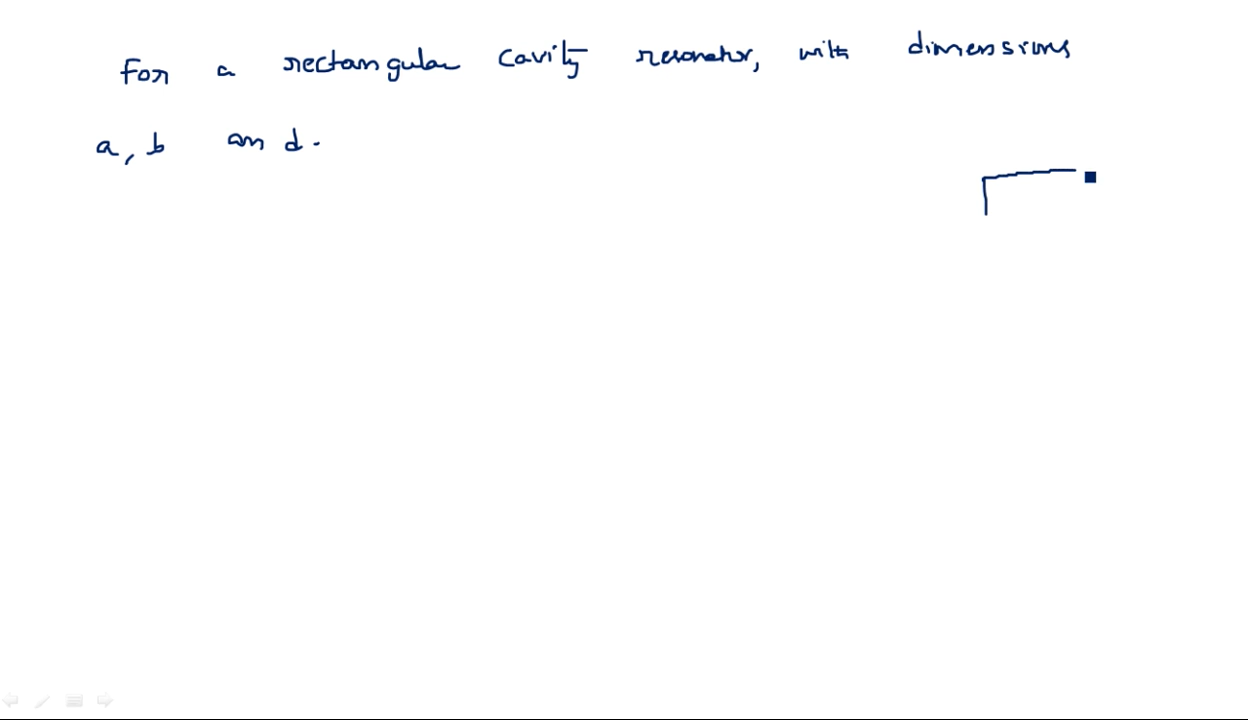 For a rectangular cavity resonator, with dimensions
a, b and d.